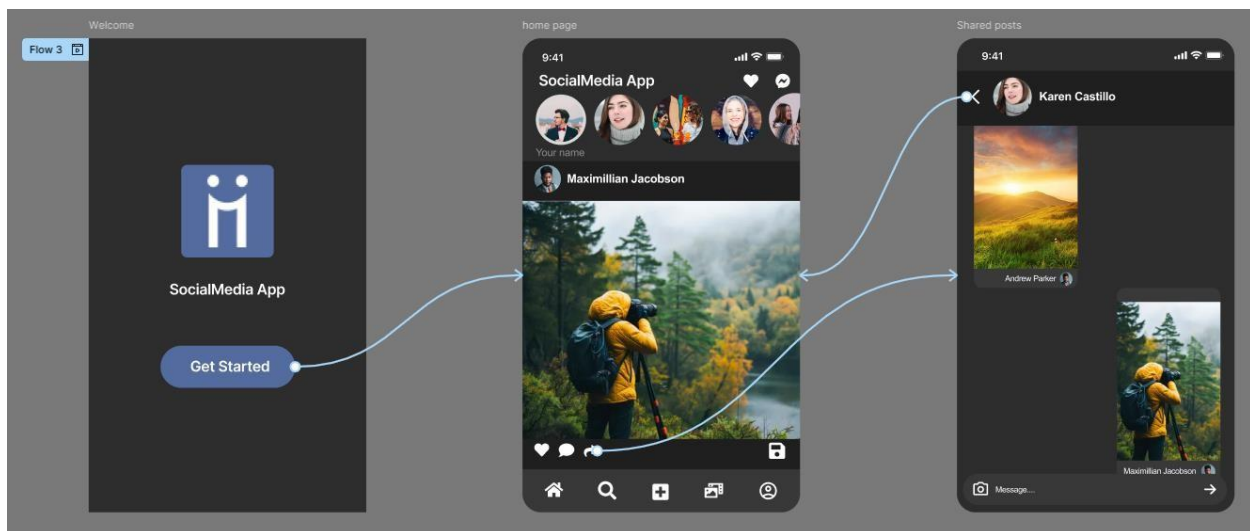 Welcome
Flow 3
SocialMedia App
Get Started
home page
9:41
SocialMedia App
Your name
Maximillian Jacobson
Shared posts
9:41
Karen Castillo
Andrew Parker
Maximillian Jacobson
Message....